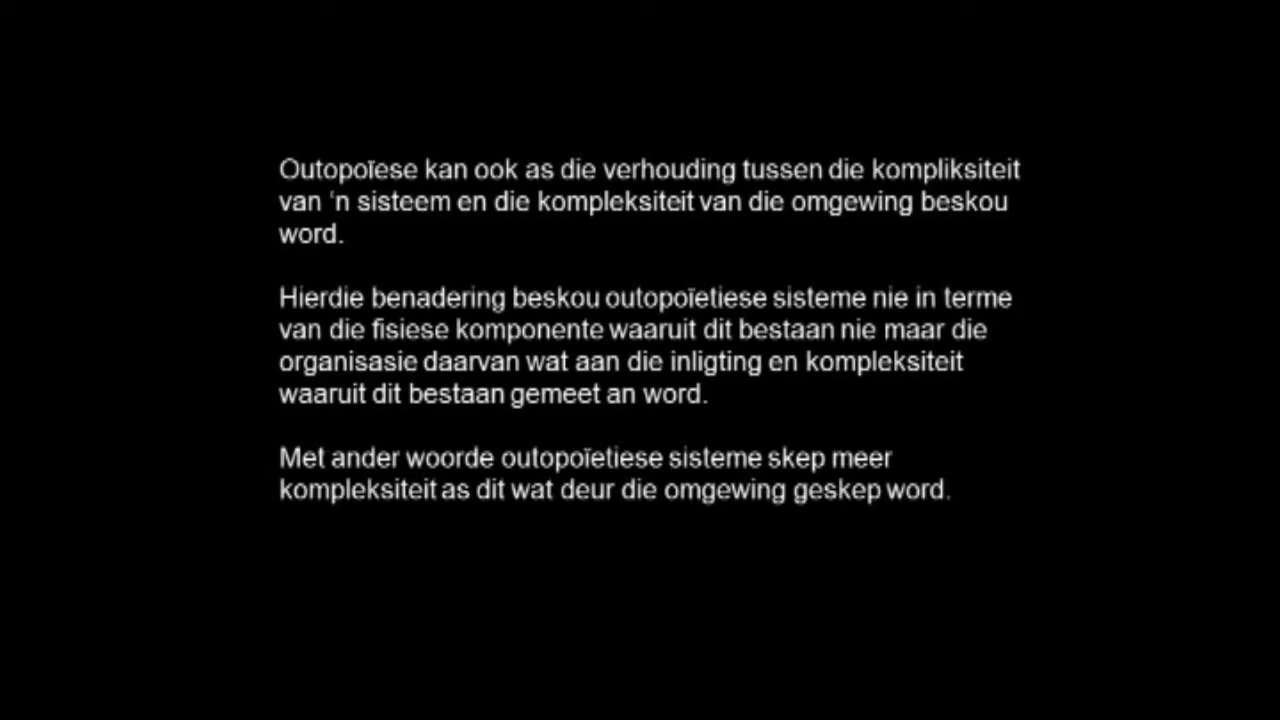 Outopoïese kan ook as die verhouding tussen die kompliksiteit
van ‘n sisteem en die kompleksiteit van die omgewing beskou
word.
Hierdie benadering beskou outopoïetiese sisteme nie in terme
van die fisiese komponente waaruit dit bestaan nie maar die
organisasie daarvan wat aan die inligting en kompleksiteit
waaruit dit bestaan gemeet an word.
Met ander woorde outopoïetiese sisteme skep meer
kompleksiteit as dit wat deur die omgewing geskep word.